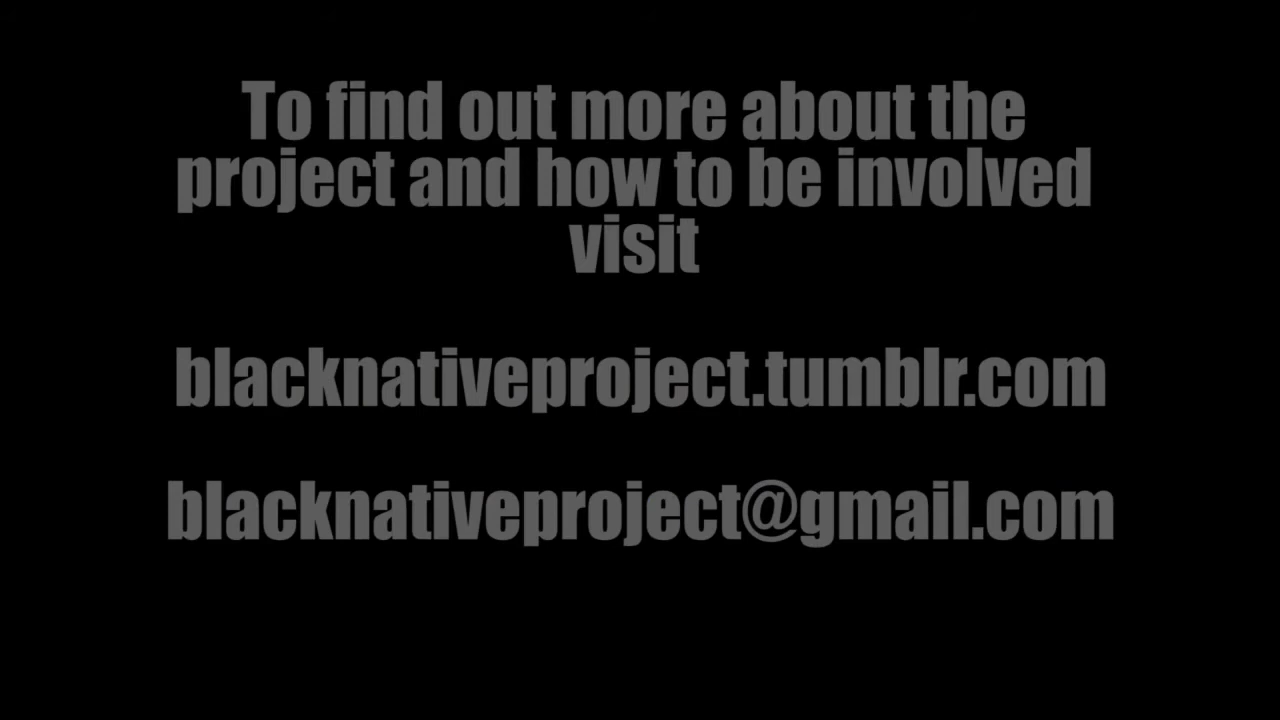 To find out more about the
project and how to be involved
visit
blacknativeproject.tumblr.com
blacknativeproject@gmail.com